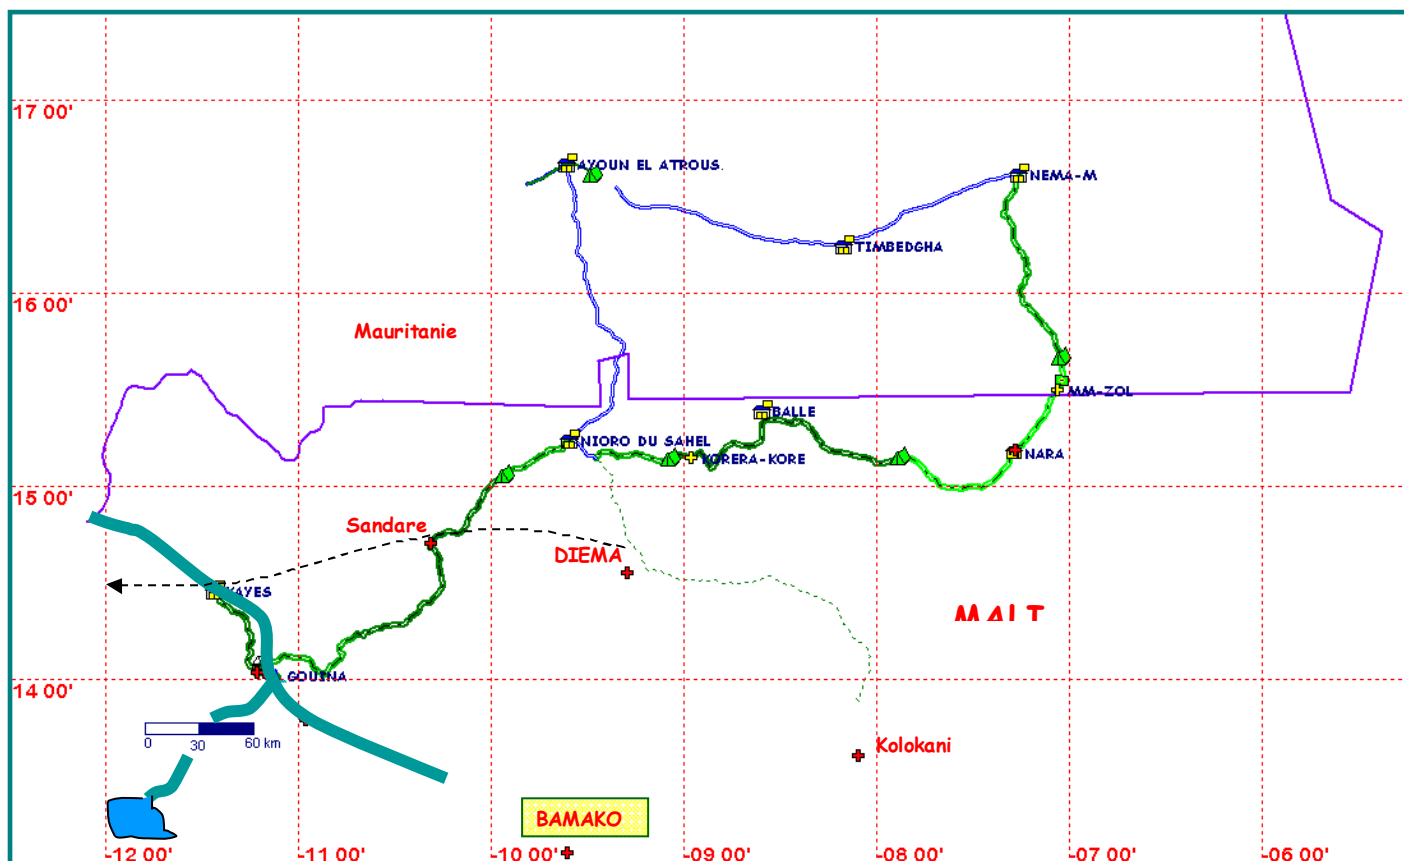 17 00'
AYOUN EL ATROUS.
NEMA-M
TIMBEDGHA
16 00'
Mauritanie
MM-ZOL
BALLE
NIORO DU SAHEL
KORERA-KORE
NARA
15 00'
Sandare
DIEMA
KAYES
MALI
GOUINA
14 00'
0 30 60 km
Kolokani
BAMAKO
-12 00' -11 00' -10 00' -09 00' -08 00' -07 00' -06 00'